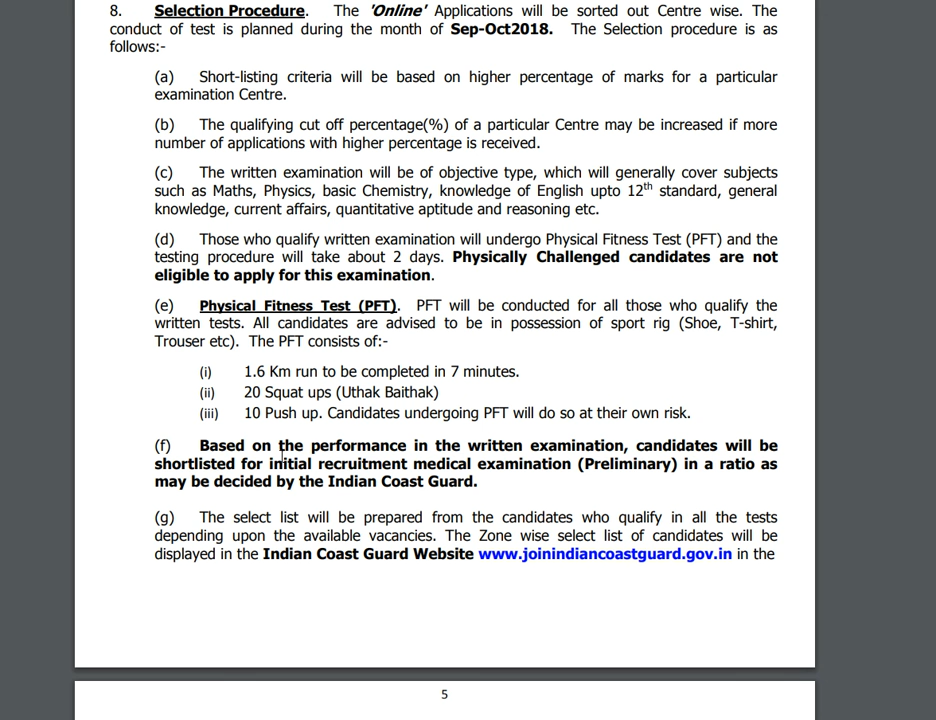 8. Selection Procedure. The 'Online' Applications will be sorted out Centre wise. The
conduct of test is planned during the month of Sep-Oct2018. The Selection procedure is as
follows:-
(a) Short-listing criteria will be based on higher percentage of marks for a particular
examination Centre.
(b) The qualifying cut off percentage(%) of a particular Centre may be increased if more
number of applications with higher percentage is received.
(c) The written examination will be of objective type, which will generally cover subjects
such as Maths, Physics, basic Chemistry, knowledge of English upto 12th standard, general
knowledge, current affairs, quantitative aptitude and reasoning etc.
(d) Those who qualify written examination will undergo Physical Fitness Test (PFT) and the
testing procedure will take about 2 days. Physically Challenged candidates are not
eligible to apply for this examination.
(e) Physical Fitness Test (PFT). PFT will be conducted for all those who qualify the
written tests. All candidates are advised to be in possession of sport rig (Shoe, T-shirt,
Trouser etc). The PFT consists of:-
(i) 1.6 Km run to be completed in 7 minutes.
(ii) 20 Squat ups (Uthak Baithak)
(iii) 10 Push up. Candidates undergoing PFT will do so at their own risk.
(f) Based on the performance in the written examination, candidates will be
shortlisted for initial recruitment medical examination (Preliminary) in a ratio as
may be decided by the Indian Coast Guard.
(g) The select list will be prepared from the candidates who qualify in all the tests
depending upon the available vacancies. The Zone wise select list of candidates will be
displayed in the Indian Coast Guard Website www.joinindiancoastguard.gov.in in the
5